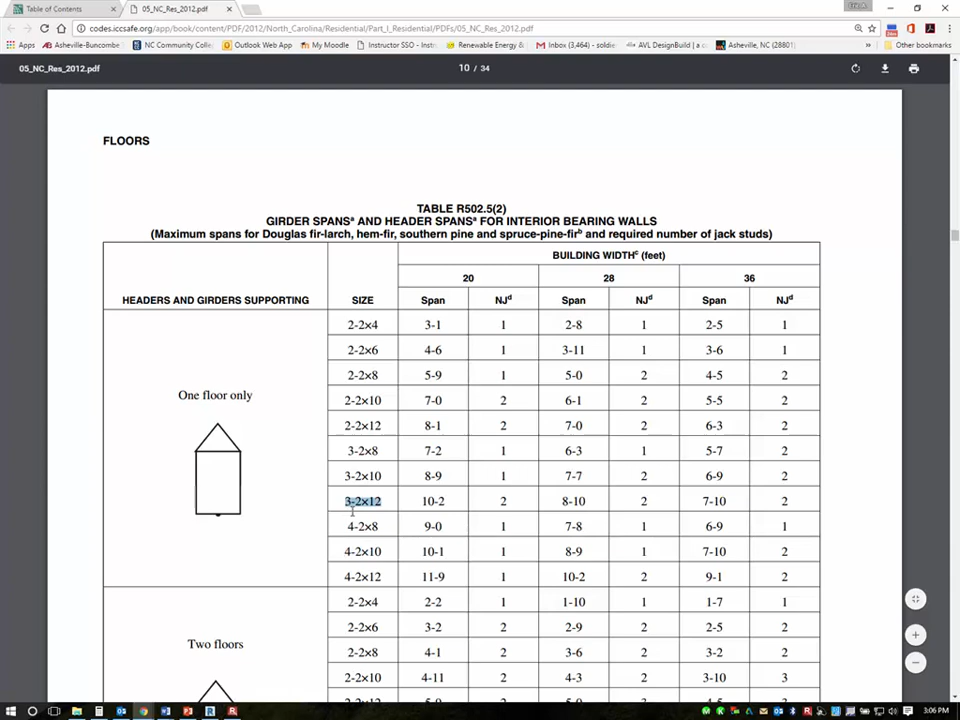 Table of Contents
05_NC_Res_2012.pdf
codes.iccsafe.org/app/book/content/PDF/2012/North_Carolina/Residential/Part_I_Residential/PDFs/05_NC_Res_2012.pdf
Apps Asheville-Buncombe NC Community Colle Outlook Web App My Moodle Instructor SSO - Instr Renewable Energy & Inbox (3,464) - soldie AVL DesignBuild | a c Asheville, NC (28801) » Other bookmarks
05_NC_Res_2012.pdf 10 / 34
FLOORS
TABLE R502.5(2)
GIRDER SPANSᵃ AND HEADER SPANSᵃ FOR INTERIOR BEARING WALLS
(Maximum spans for Douglas fir-larch, hem-fir, southern pine and spruce-pine-firᵇ and required number of jack studs)
HEADERS AND GIRDERS SUPPORTING SIZE BUILDING WIDTHᶜ (feet)
20 28 36
Span NJᵈ Span NJᵈ Span NJᵈ
One floor only
2-2×4 3-1 1 2-8 1 2-5 1
2-2×6 4-6 1 3-11 1 3-6 1
2-2×8 5-9 1 5-0 2 4-5 2
2-2×10 7-0 2 6-1 2 5-5 2
2-2×12 8-1 2 7-0 2 6-3 2
3-2×8 7-2 1 6-3 1 5-7 2
3-2×10 8-9 1 7-7 2 6-9 2
3-2×12 10-2 2 8-10 2 7-10 2
4-2×8 9-0 1 7-8 1 6-9 1
4-2×10 10-1 1 8-9 1 7-10 2
4-2×12 11-9 1 10-2 2 9-1 2
Two floors
2-2×4 2-2 1 1-10 1 1-7 1
2-2×6 3-2 2 2-9 2 2-5 2
2-2×8 4-1 2 3-6 2 3-2 2
2-2×10 4-11 2 4-3 2 3-10 3
3:06 PM